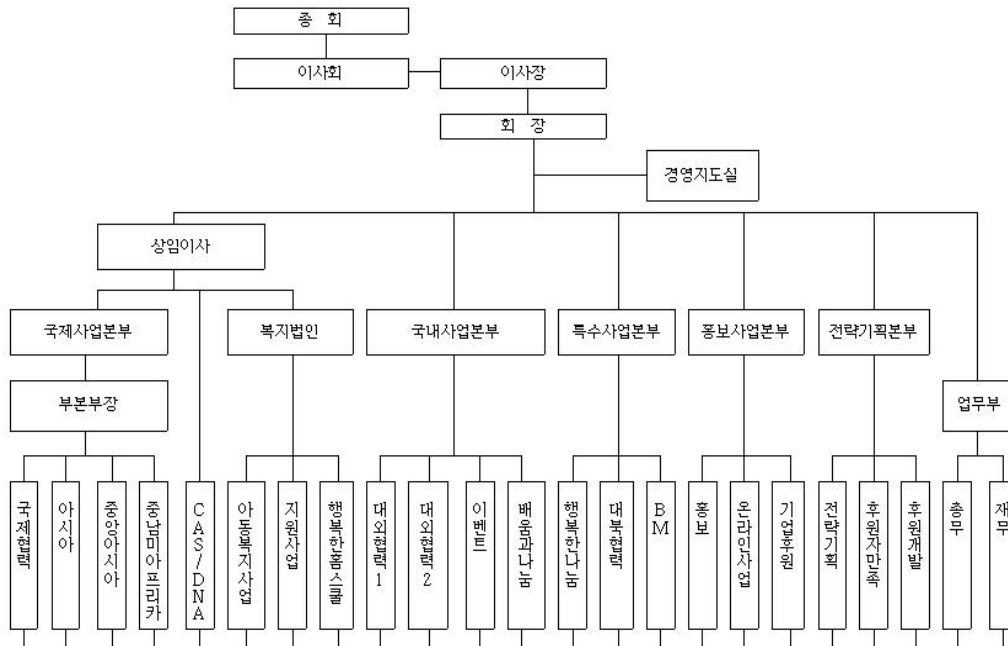 총 회
이사회
이사장
회 장
경영지도실
상임이사
국제사업본부
복지법인
국내사업본부
특수사업본부
홍보사업본부
전략기획본부
부본부장
업무부
국제협력
아시아
중앙아시아
중남미아프리카
CAS/DNA
아동복지사업
지원사업
행복한홈스쿨
대외협력1
대외협력2
이벤트
배움과나눔
행복한나눔
대북협력
BM
홍보
온라인사업
기업후원
전략기획
후원자만족
후원개발
총무
재무